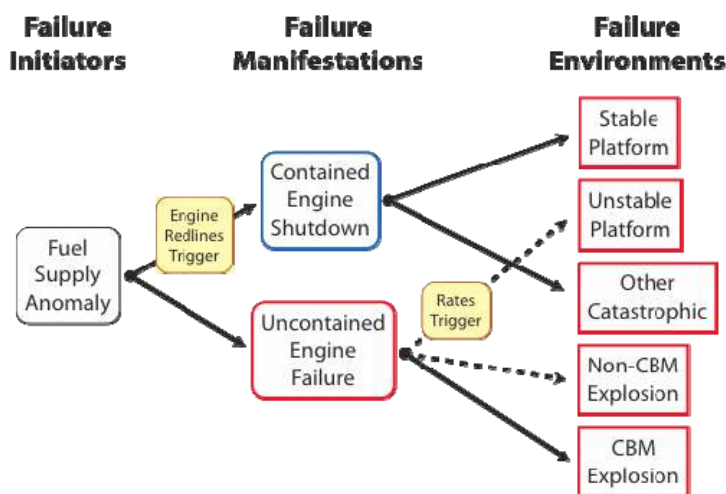 Failure
Initiators
Failure
Manifestations
Failure
Environments
Fuel
Supply
Anomaly
Engine
Redlines
Trigger
Contained
Engine
Shutdown
Uncontained
Engine
Failure
Rates
Trigger
Stable
Platform
Unstable
Platform
Other
Catastrophic
Non-CBM
Explosion
CBM
Explosion